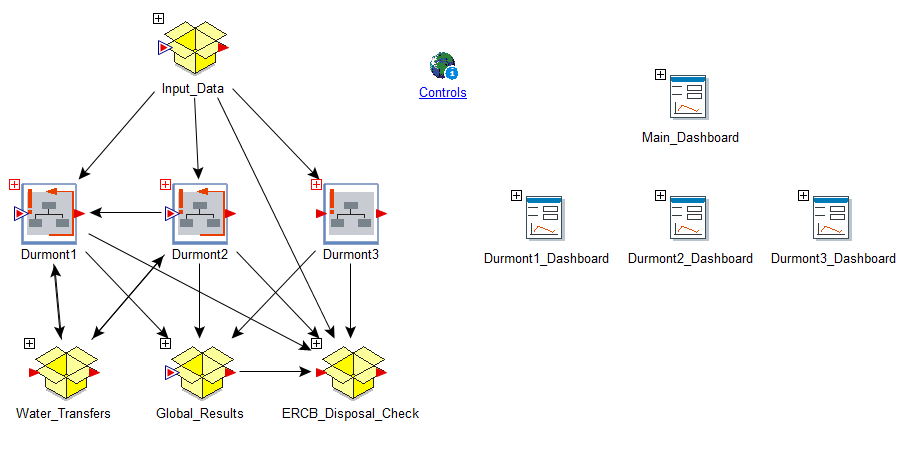 Input_Data
Controls
Main_Dashboard
Durmont1
Durmont2
Durmont3
Durmont1_Dashboard
Durmont2_Dashboard
Durmont3_Dashboard
Water_Transfers
Global_Results
ERCB_Disposal_Check